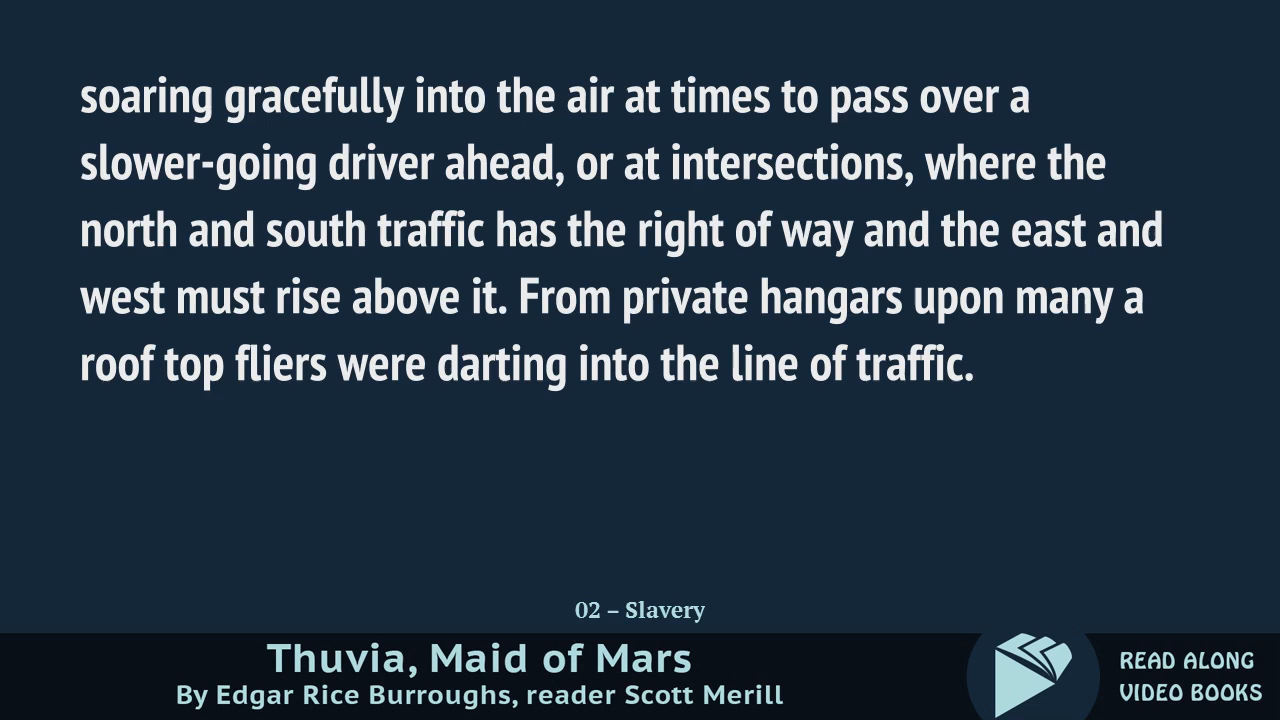 soaring gracefully into the air at times to pass over a
slower-going driver ahead, or at intersections, where the
north and south traffic has the right of way and the east and
west must rise above it. From private hangars upon many a
roof top fliers were darting into the line of traffic.
02 – Slavery
Thuvia, Maid of Mars
By Edgar Rice Burroughs, reader Scott Merill
READ ALONG
VIDEO BOOKS